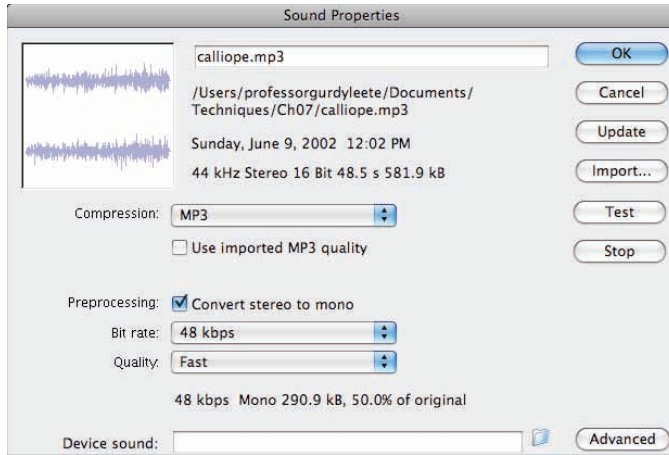 Sound Properties
calliope.mp3
OK
/Users/professorgurdyleete/Documents/
Techniques/Ch07/calliope.mp3
Cancel
Sunday, June 9, 2002 12:02 PM
Update
44 kHz Stereo 16 Bit 48.5 s 581.9 kB
Import...
Compression: MP3
Test
Use imported MP3 quality
Stop
Preprocessing: Convert stereo to mono
Bit rate: 48 kbps
Quality: Fast
48 kbps Mono 290.9 kB, 50.0% of original
Device sound:
Advanced